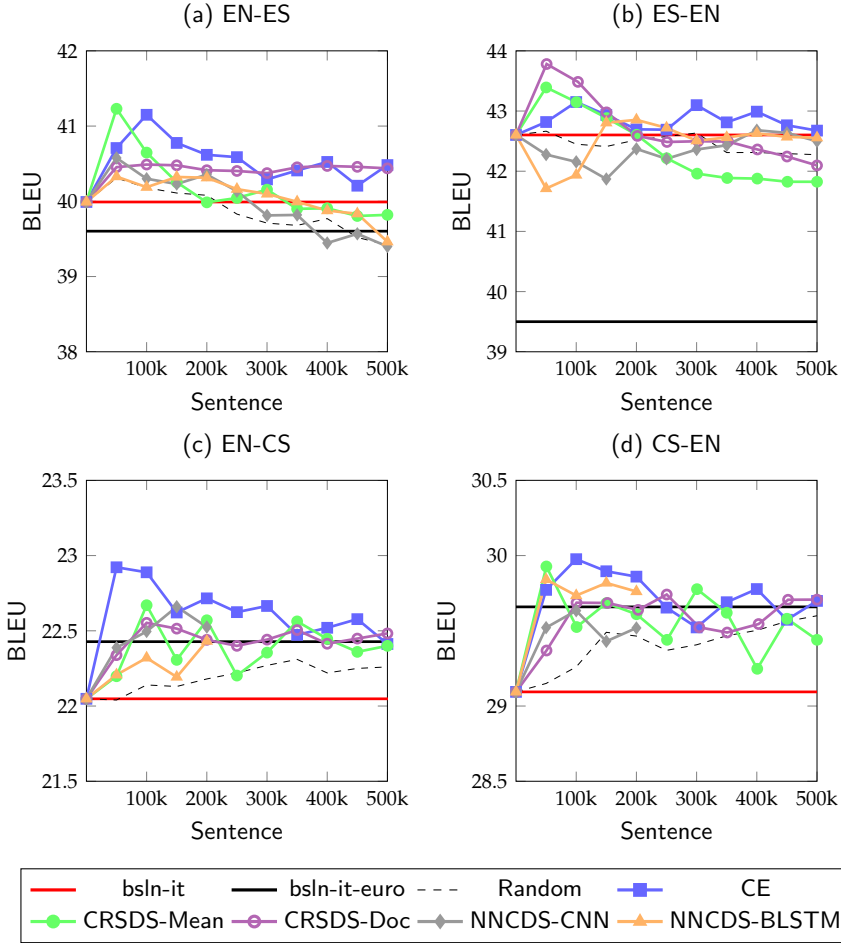 (a) EN-ES
42
41
40
39
38
BLEU
100k 200k 300k 400k 500k
Sentence
(b) ES-EN
44
43
42
41
40
39
BLEU
100k 200k 300k 400k 500k
Sentence
(c) EN-CS
23.5
23
22.5
22
21.5
BLEU
100k 200k 300k 400k 500k
Sentence
(d) CS-EN
30.5
30
29
28.5
BLEU
100k 200k 300k 400k 500k
Sentence
bsln-it bsln-it-euro Random CE
CRSDS-Mean CRSDS-Doc NNCDS-CNN NNCDS-BLSTM